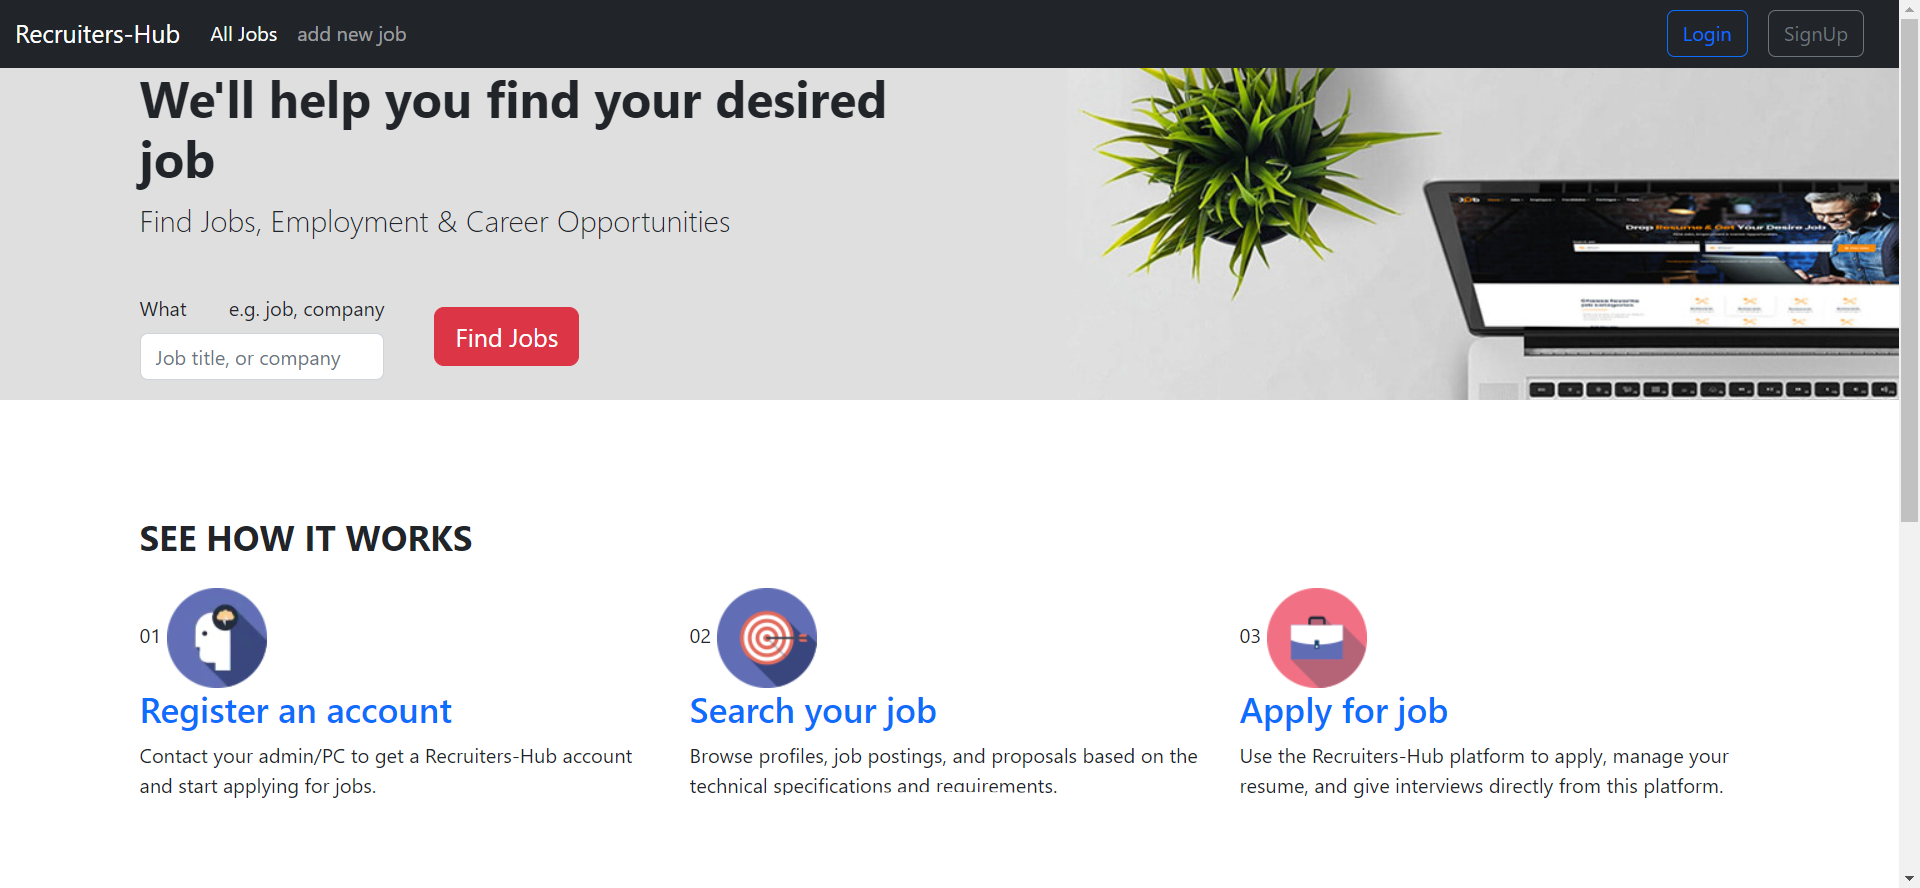 Recruiters-Hub All Jobs add new job Login SignUp
We'll help you find your desired
job
Find Jobs, Employment & Career Opportunities
What e.g. job, company
Job title, or company
Find Jobs
Drop Resume & Get Your Desire Job
SEE HOW IT WORKS
01
Register an account
Contact your admin/PC to get a Recruiters-Hub account
and start applying for jobs.
02
Search your job
Browse profiles, job postings, and proposals based on the
technical specifications and requirements.
03
Apply for job
Use the Recruiters-Hub platform to apply, manage your
resume, and give interviews directly from this platform.